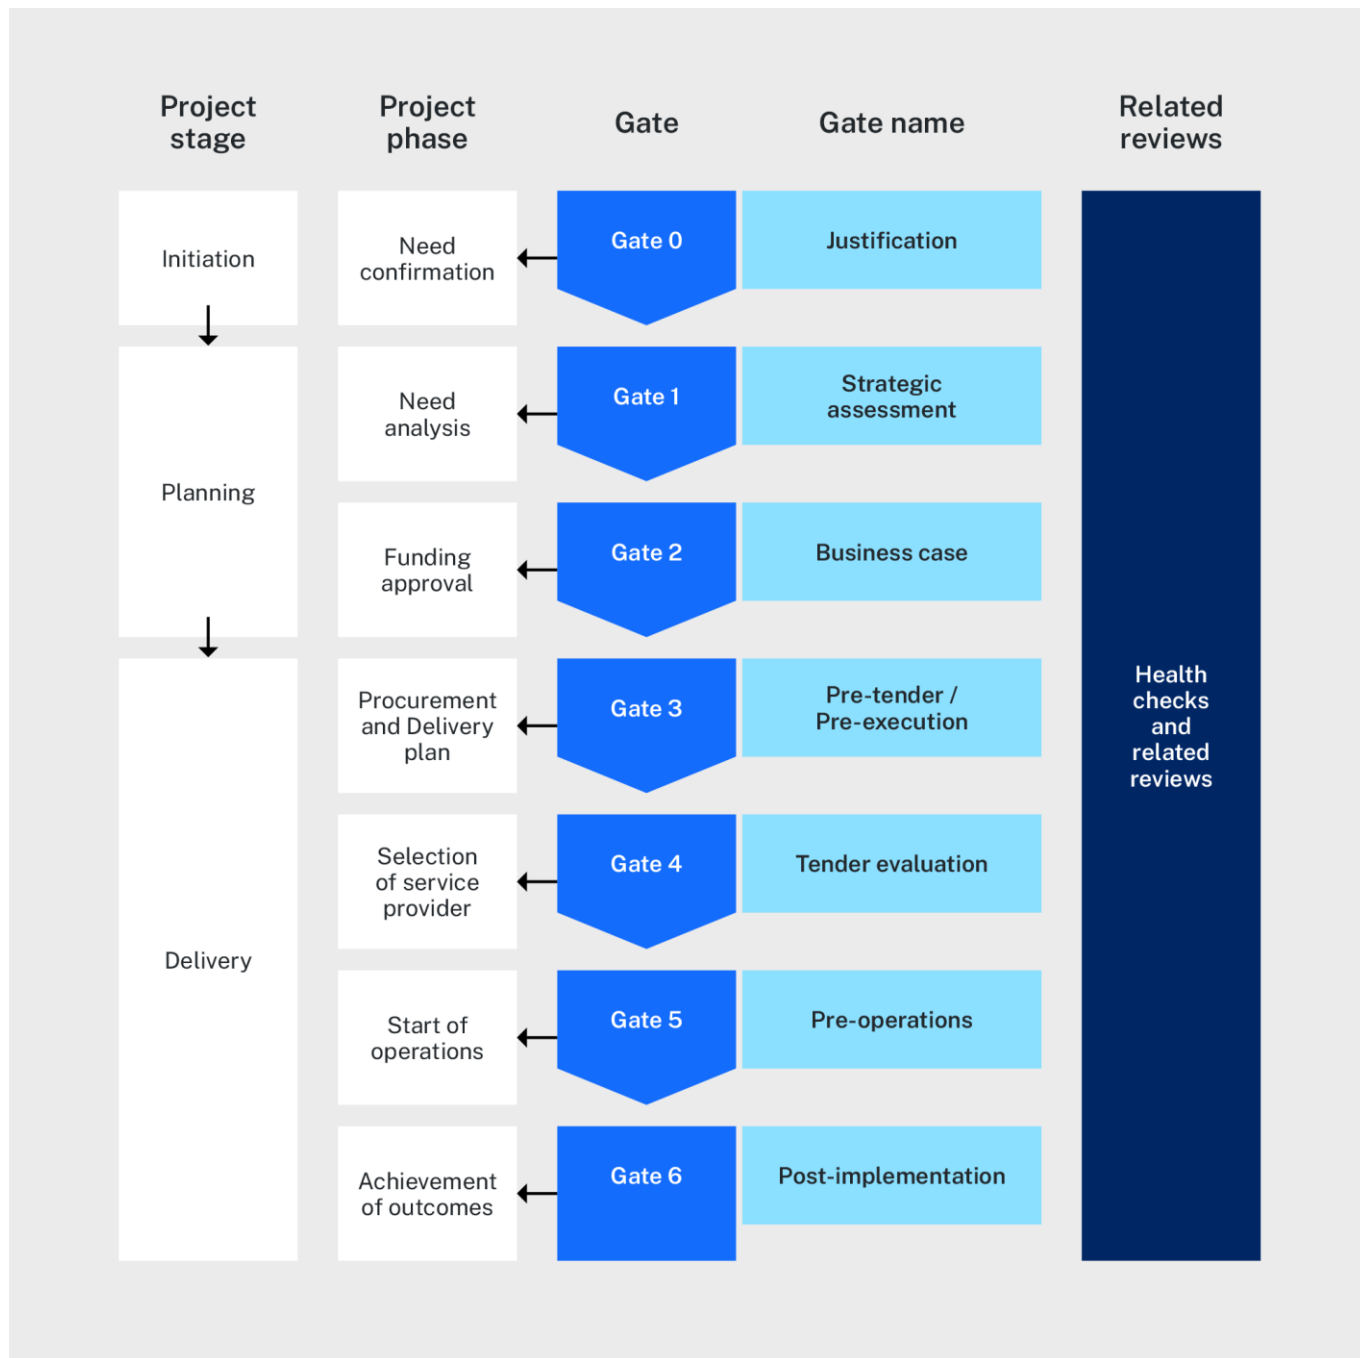 Project
stage
Project
phase
Gate
Gate name
Related
reviews
Initiation
Need
confirmation
Gate 0
Justification
Planning
Need
analysis
Gate 1
Strategic
assessment
Funding
approval
Gate 2
Business case
Delivery
Procurement
and Delivery
plan
Gate 3
Pre-tender /
Pre-execution
Selection
of service
provider
Gate 4
Tender evaluation
Start of
operations
Gate 5
Pre-operations
Achievement
of outcomes
Gate 6
Post-implementation
Health
checks
and
related
reviews